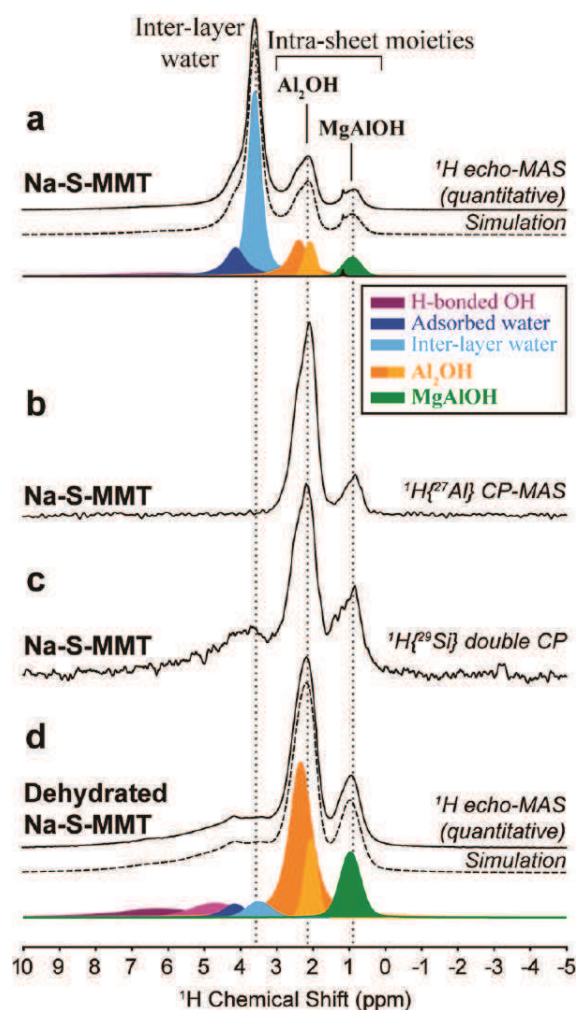 Inter-layer
water
Intra-sheet moieties
Al₂OH
MgAlOH
a
Na-S-MMT
¹H echo-MAS
(quantitative)
Simulation
H-bonded OH
Adsorbed water
Inter-layer water
Al₂OH
MgAlOH
b
Na-S-MMT
¹H{²⁷Al} CP-MAS
c
Na-S-MMT
¹H{²⁹Si} double CP
d
Dehydrated
Na-S-MMT
¹H echo-MAS
(quantitative)
Simulation
10 9 8 7 6 5 4 3 2 1 0 -1 -2 -3 -4 -5
¹H Chemical Shift (ppm)